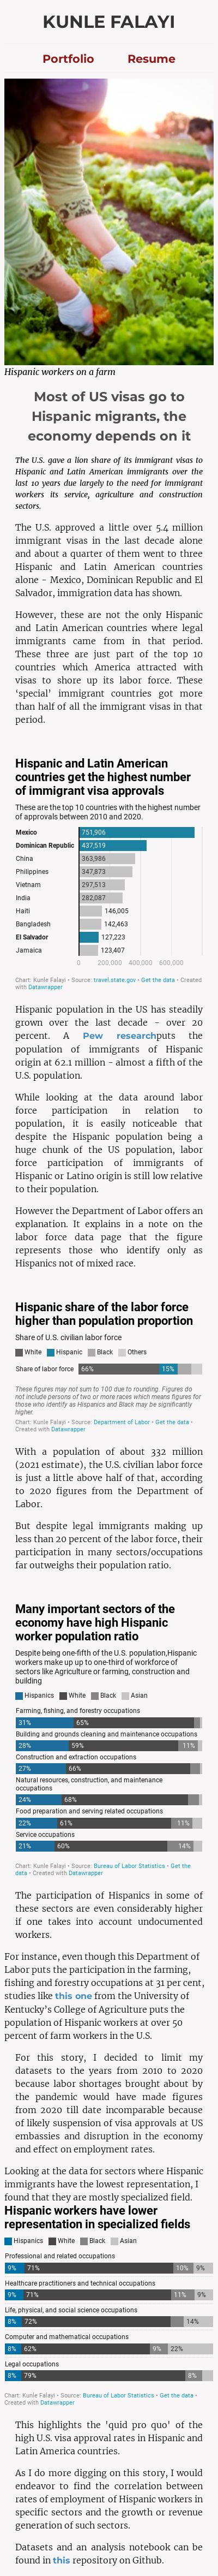 KUNLE FALAYI
Portfolio Resume
Hispanic workers on a farm
Most of US visas go to
Hispanic migrants, the
economy depends on it
The U.S. gave a lion share of its immigrant visas to
Hispanic and Latin American immigrants over the
last 10 years due largely to the need for immigrant
workers its service, agriculture and construction
sectors.
The U.S. approved a little over 5.4 million
immigrant visas in the last decade alone
and about a quarter of them went to three
Hispanic and Latin American countries
alone - Mexico, Dominican Republic and El
Salvador, immigration data has shown.
However, these are not the only Hispanic
and Latin American countries where legal
immigrants came from in that period.
These three are just part of the top 10
countries which America attracted with
visas to shore up its labor force. These
‘special’ immigrant countries got more
than half of all the immigrant visas in that
period.
Hispanic and Latin American
countries get the highest number
of immigrant visa approvals
These are the top 10 countries with the highest number
of approvals between 2010 and 2020.
Mexico 751,906
Dominican Republic 437,519
China 363,986
Philippines 347,873
Vietnam 297,513
India 282,087
Haiti 146,005
Bangladesh 142,463
El Salvador 127,223
Jamaica 123,407
0 200,000 400,000 600,000
Chart: Kunle Falayi • Source: travel.state.gov • Get the data • Created
with Datawrapper
Hispanic population in the US has steadily
grown over the last decade - over 20
percent. A Pew research puts the
population of immigrants of Hispanic
origin at 62.1 million - almost a fifth of the
U.S. population.
While looking at the data around labor
force participation in relation to
population, it is easily noticeable that
despite the Hispanic population being a
huge chunk of the US population, labor
force participation of immigrants of
Hispanic or Latino origin is still low relative
to their population.
However the Department of Labor offers an
explanation. It explains in a note on the
labor force data page that the figure
represents those who identify only as
Hispanics not of mixed race.
Hispanic share of the labor force
higher than population proportion
Share of U.S. civilian labor force
White Hispanic Black Others
Share of labor force 66% 15%
These figures may not sum to 100 due to rounding. Figures do
not include persons of two or more races which means figures for
those who identify as Hispanics and Black may be significantly
higher.
Chart: Kunle Falayi • Source: Department of Labor • Get the data •
Created with Datawrapper
With a population of about 332 million
(2021 estimate), the U.S. civilian labor force
is just a little above half of that, according
to 2020 figures from the Department of
Labor.
But despite legal immigrants making up
less than 20 percent of the labor force, their
participation in many sectors/occupations
far outweighs their population ratio.
Many important sectors of the
economy have high Hispanic
worker population ratio
Despite being one-fifth of the U.S. population,Hispanic
workers make up up to one-third of workforce of
sectors like Agriculture or farming, construction and
building
Hispanics White Black Asian
Farming, fishing, and forestry occupations
31% 65%
Building and grounds cleaning and maintenance occupations
28% 59% 11%
Construction and extraction occupations
27% 66%
Natural resources, construction, and maintenance
occupations
24% 68%
Food preparation and serving related occupations
22% 61% 11%
Service occupations
21% 60% 14%
Chart: Kunle Falayi • Source: Bureau of Labor Statistics • Get the
data • Created with Datawrapper
The participation of Hispanics in some of
these sectors are even considerably higher
if one takes into account undocumented
workers.
For instance, even though this Department of
Labor puts the participation in the farming,
fishing and forestry occupations at 31 per cent,
studies like this one from the University of
Kentucky’s College of Agriculture puts the
population of Hispanic workers at over 50
percent of farm workers in the U.S.
For this story, I decided to limit my
datasets to the years from 2010 to 2020
because labor shortages brought about by
the pandemic would have made figures
from 2020 till date incomparable because
of likely suspension of visa approvals at US
embassies and disruption in the economy
and effect on employment rates.
Looking at the data for sectors where Hispanic
immigrants have the lowest representation, I
found that they are mostly specialized field.
Hispanic workers have lower
representation in specialized fields
Hispanics White Black Asian
Professional and related occupations
9% 71% 10% 9%
Healthcare practitioners and technical occupations
9% 71% 11% 9%
Life, physical, and social science occupations
8% 72% 14%
Computer and mathematical occupations
8% 62% 9% 22%
Legal occupations
8% 79% 8%
Chart: Kunle Falayi • Source: Bureau of Labor Statistics • Get the data •
Created with Datawrapper
This highlights the 'quid pro quo' of the
high U.S. visa approval rates in Hispanic and
Latin America countries.
As I do more digging on this story, I would
endeavor to find the correlation between
rates of employment of Hispanic workers in
specific sectors and the growth or revenue
generation of such sectors.
Datasets and an analysis notebook can be
found in this repository on Github.